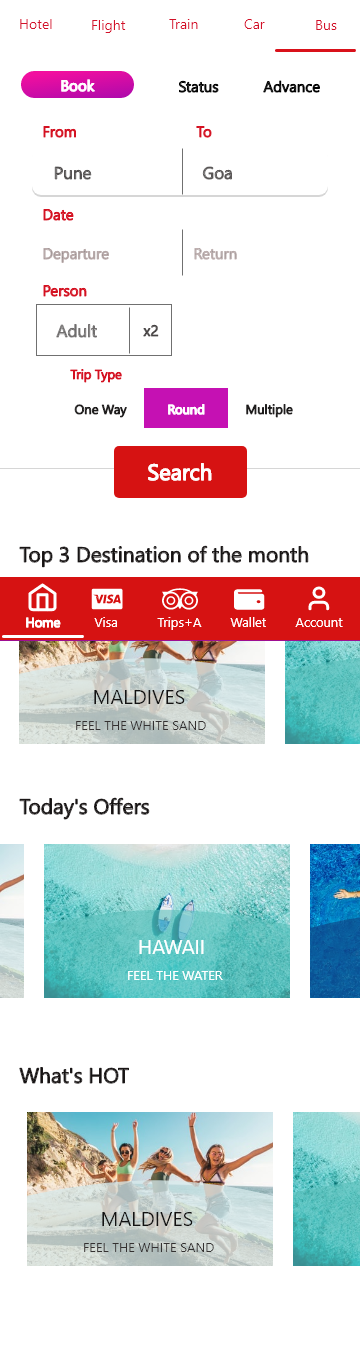 Hotel Flight Train Car Bus
Book Status Advance
From To
Pune Goa
Date
Departure Return
Person
Adult x2
Trip Type
One Way Round Multiple
Search
Top 3 Destination of the month
VISA
Home Visa Trips+A Wallet Account
MALDIVES
FEEL THE WHITE SAND
Today's Offers
HAWAII
FEEL THE WATER
What's HOT
MALDIVES
FEEL THE WHITE SAND